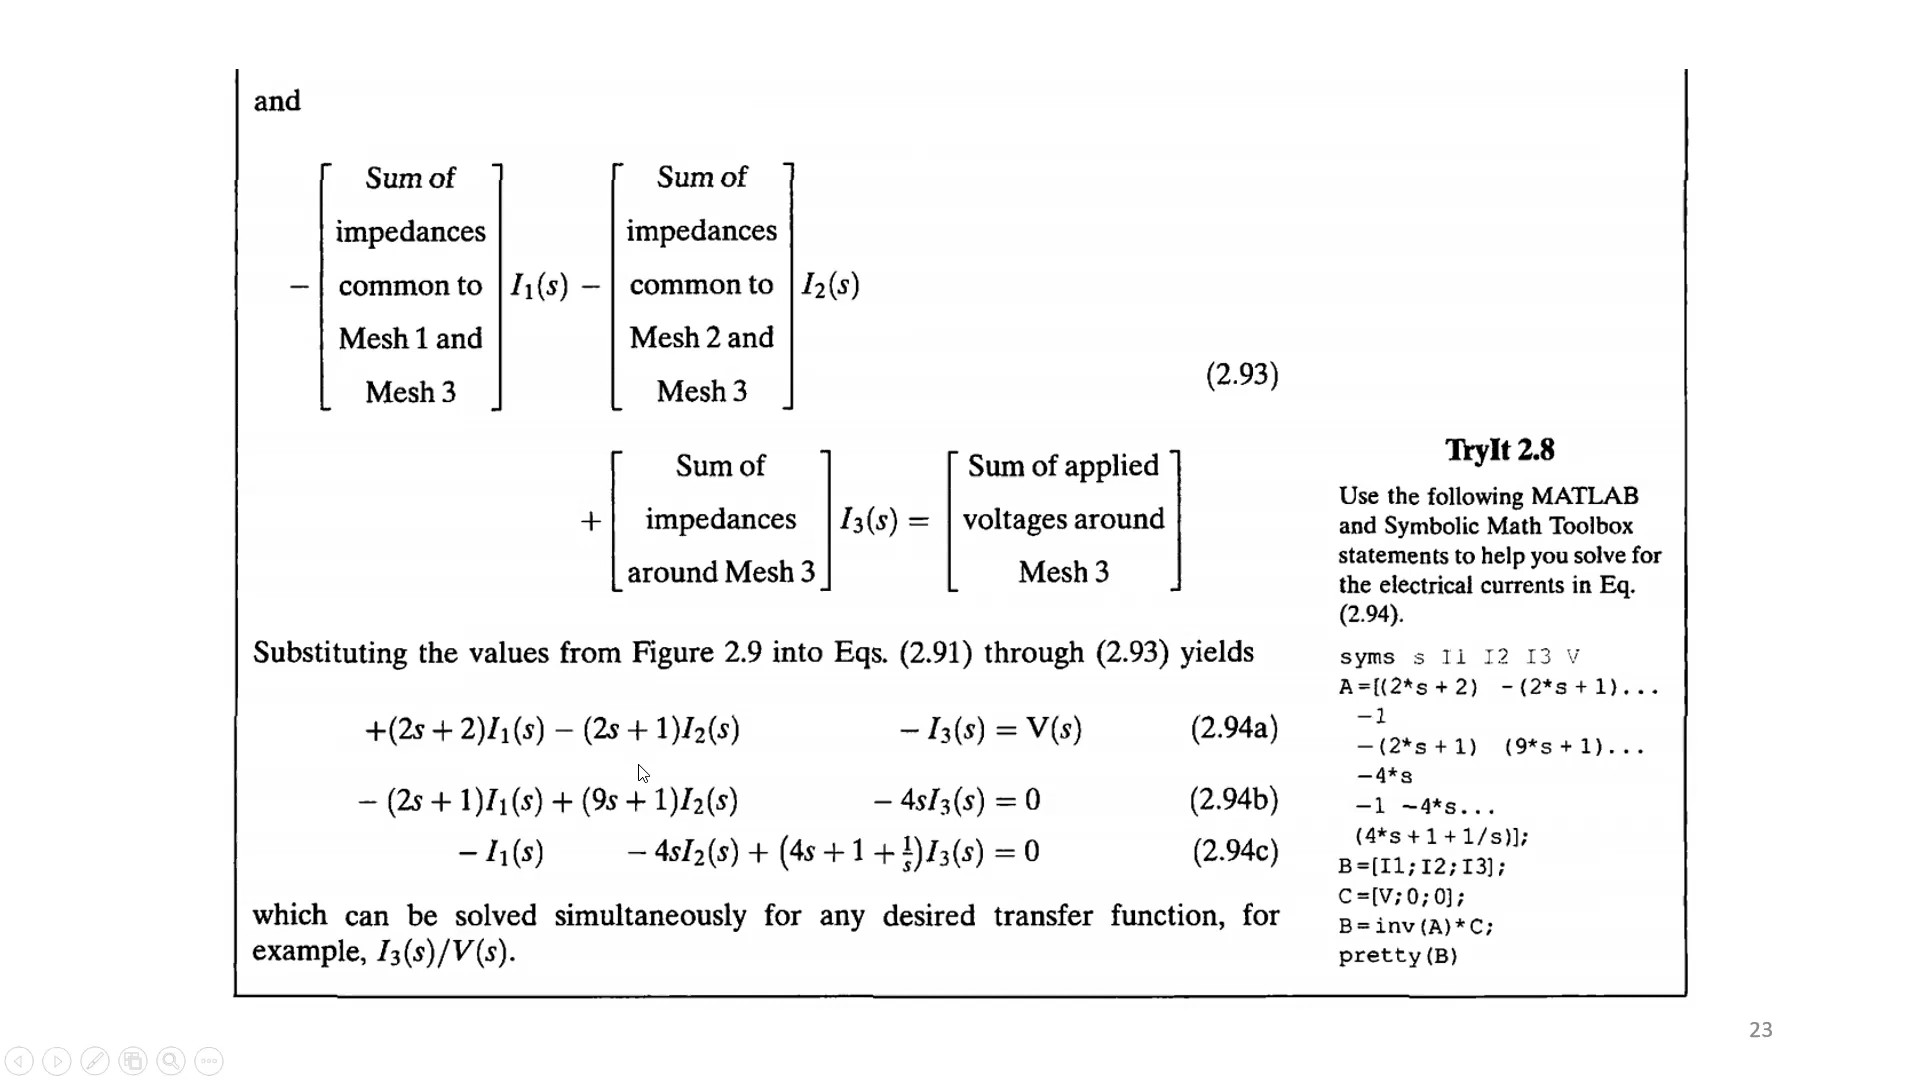 and
Sum of
impedances
common to
Mesh 1 and
Mesh 3
Sum of
impedances
common to
Mesh 2 and
Mesh 3
− [ ] I₁(s) − [ ] I₂(s)
(2.93)
Sum of
impedances
around Mesh 3
+ [ ] I₃(s) = [ ]
Sum of applied
voltages around
Mesh 3
Substituting the values from Figure 2.9 into Eqs. (2.91) through (2.93) yields
+(2s + 2)I₁(s) − (2s + 1)I₂(s) − I₃(s) = V(s) (2.94a)
− (2s + 1)I₁(s) + (9s + 1)I₂(s) − 4sI₃(s) = 0 (2.94b)
− I₁(s) − 4sI₂(s) + (4s + 1 + 1/s)I₃(s) = 0 (2.94c)
which can be solved simultaneously for any desired transfer function, for
example, I₃(s)/V(s).
TryIt 2.8
Use the following MATLAB
and Symbolic Math Toolbox
statements to help you solve for
the electrical currents in Eq.
(2.94).
syms s I1 I2 I3 V
A=[(2*s+2) -(2*s+1)...
-1
-(2*s+1) (9*s+1)...
-4*s
-1 -4*s...
(4*s+1+1/s)];
B=[I1;I2;I3];
C=[V;0;0];
B=inv(A)*C;
pretty(B)
23